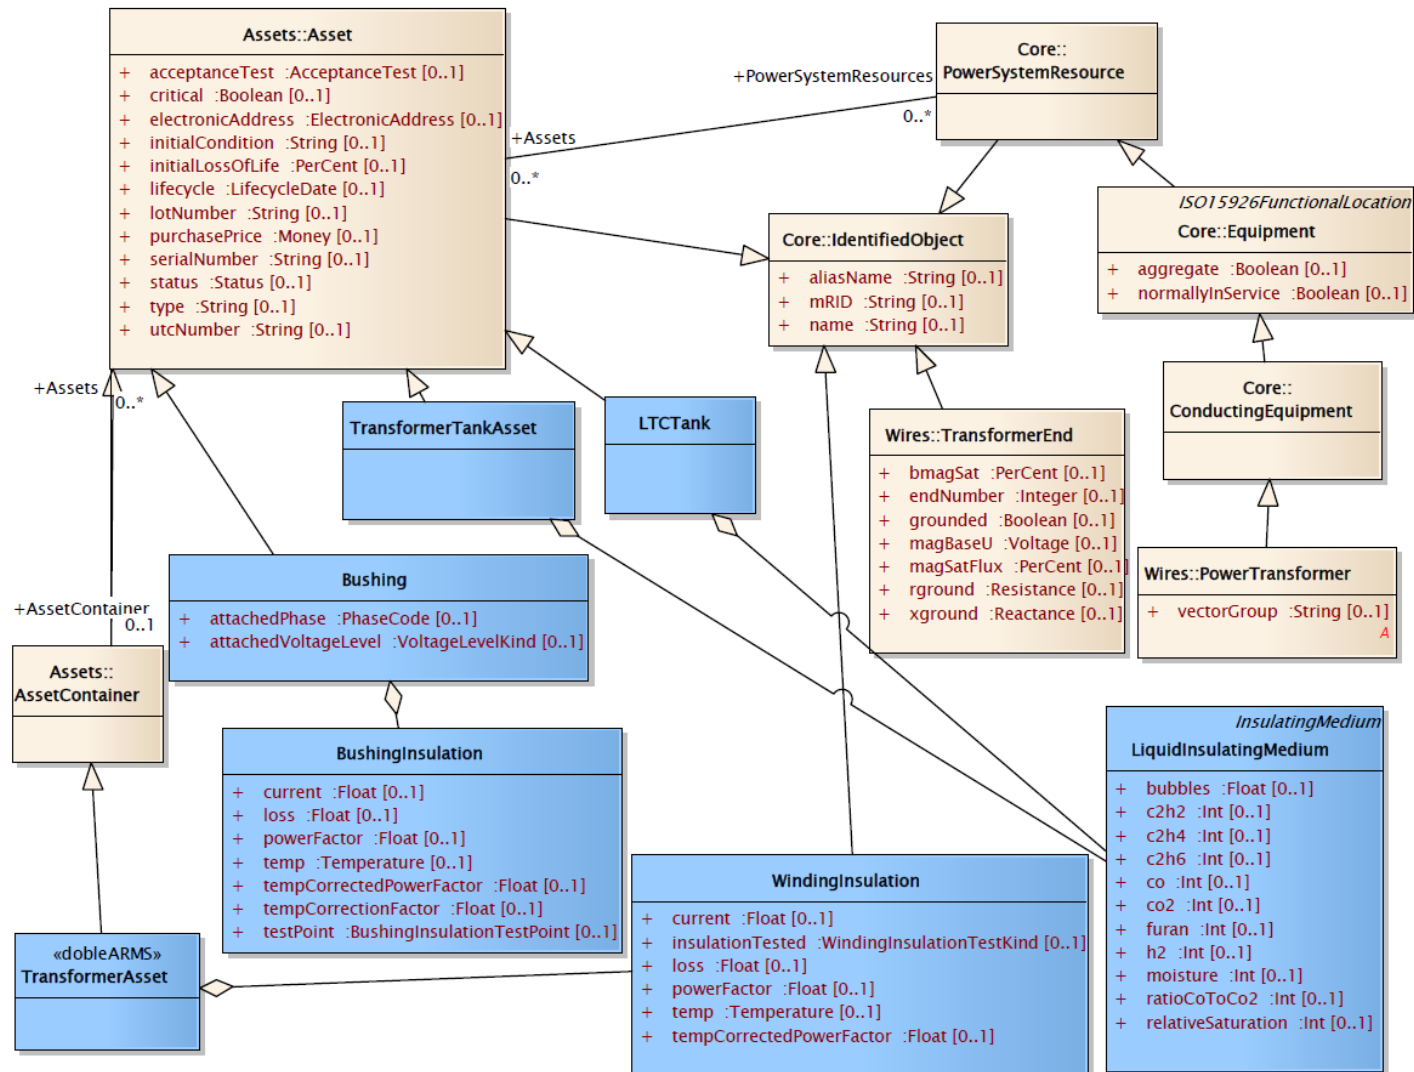 Assets::Asset
+ acceptanceTest :AcceptanceTest [0..1]
+ critical :Boolean [0..1]
+ electronicAddress :ElectronicAddress [0..1]
+ initialCondition :String [0..1]
+ initialLossOfLife :PerCent [0..1]
+ lifecycle :LifecycleDate [0..1]
+ lotNumber :String [0..1]
+ purchasePrice :Money [0..1]
+ serialNumber :String [0..1]
+ status :Status [0..1]
+ type :String [0..1]
+ utcNumber :String [0..1]
+PowerSystemResources
0..*
+Assets
0..*
Core::
PowerSystemResource
ISO15926FunctionalLocation
Core::Equipment
+ aggregate :Boolean [0..1]
+ normallyInService :Boolean [0..1]
Core::IdentifiedObject
+ aliasName :String [0..1]
+ mRID :String [0..1]
+ name :String [0..1]
Core::
ConductingEquipment
+Assets
0..*
TransformerTankAsset
LTCTank
Wires::TransformerEnd
+ bmagSat :PerCent [0..1]
+ endNumber :Integer [0..1]
+ grounded :Boolean [0..1]
+ magBaseU :Voltage [0..1]
+ magSatFlux :PerCent [0..1]
+ rground :Resistance [0..1]
+ xground :Reactance [0..1]
Wires::PowerTransformer
+ vectorGroup :String [0..1]
A
Bushing
+ attachedPhase :PhaseCode [0..1]
+ attachedVoltageLevel :VoltageLevelKind [0..1]
+AssetContainer
0..1
Assets::
AssetContainer
BushingInsulation
+ current :Float [0..1]
+ loss :Float [0..1]
+ powerFactor :Float [0..1]
+ temp :Temperature [0..1]
+ tempCorrectedPowerFactor :Float [0..1]
+ tempCorrectionFactor :Float [0..1]
+ testPoint :BushingInsulationTestPoint [0..1]
InsulatingMedium
LiquidInsulatingMedium
+ bubbles :Float [0..1]
+ c2h2 :Int [0..1]
+ c2h4 :Int [0..1]
+ c2h6 :Int [0..1]
+ co :Int [0..1]
+ co2 :Int [0..1]
+ furan :Int [0..1]
+ h2 :Int [0..1]
+ moisture :Int [0..1]
+ ratioCoToCo2 :Int [0..1]
+ relativeSaturation :Int [0..1]
WindingInsulation
+ current :Float [0..1]
+ insulationTested :WindingInsulationTestKind [0..1]
+ loss :Float [0..1]
+ powerFactor :Float [0..1]
+ temp :Temperature [0..1]
+ tempCorrectedPowerFactor :Float [0..1]
«dobleARMS»
TransformerAsset